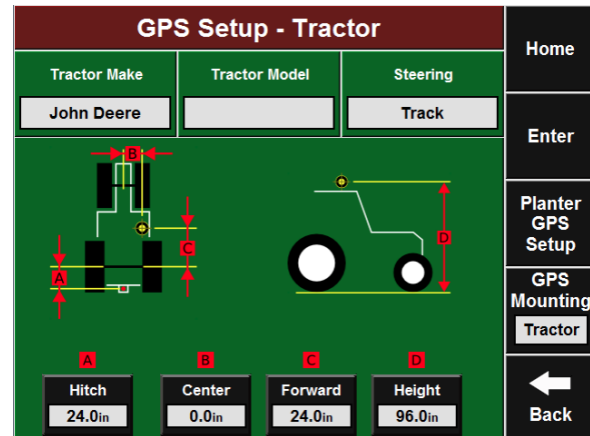 GPS Setup - Tractor
Home
Tractor Make
Tractor Model
Steering
John Deere
Track
Enter
B
C
A
D
Planter
GPS
Setup
GPS
Mounting
Tractor
A
B
C
D
Hitch
Center
Forward
Height
24.0in
0.0in
24.0in
96.0in
Back